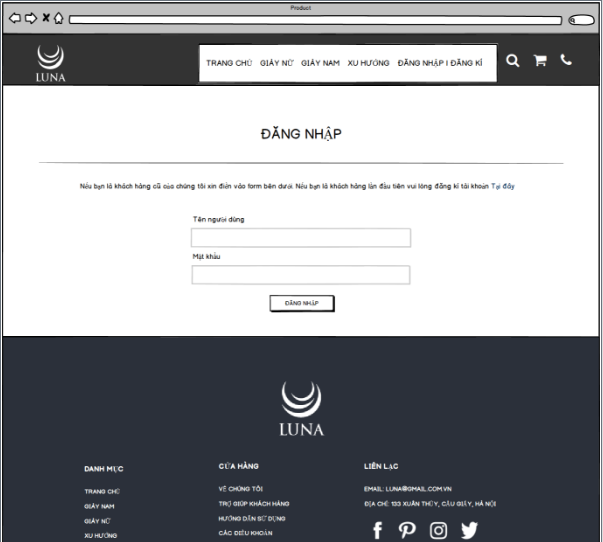 Product
LUNA
TRANG CHỦ GIÀY NỮ GIÀY NAM XU HƯỚNG ĐĂNG NHẬP I ĐĂNG KÍ
ĐĂNG NHẬP
Nếu bạn là khách hàng cũ của chúng tôi xin điền vào form bên dưới. Nếu bạn là khách hàng lần đầu tiên vui lòng đăng kí tài khoản Tại đây
Tên người dùng
Mật khẩu
ĐĂNG NHẬP
LUNA
DANH MỤC
TRANG CHỦ
GIÀY NAM
GIÀY NỮ
XU HƯỚNG
CỬA HÀNG
VỀ CHÚNG TÔI
TRỢ GIÚP KHÁCH HÀNG
HƯỚNG DẪN SỬ DỤNG
CÁC ĐIỀU KHOẢN
LIÊN LẠC
EMAIL: LUNA@GMAIL.COM.VN
ĐỊA CHỈ: 133 XUÂN THỦY, CẦU GIẤY, HÀ NỘI